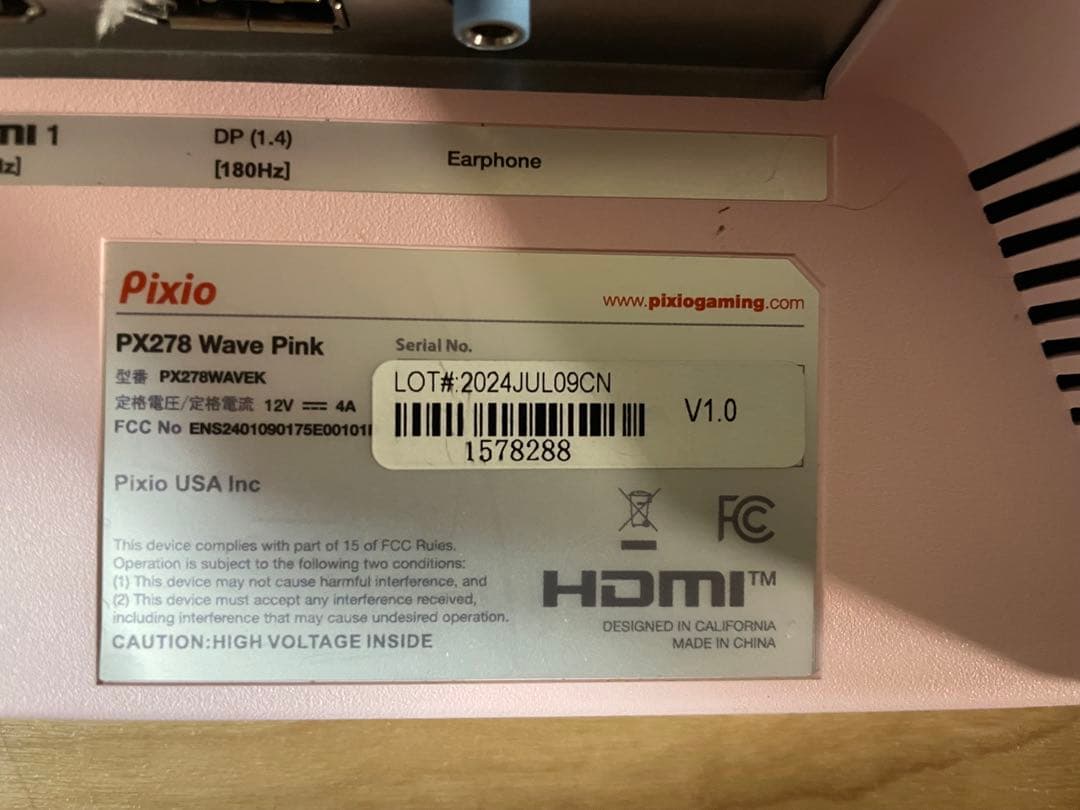 DP (1.4)
[180Hz]
Earphone
Pixio
www.pixiogaming.com
PX278 Wave Pink
Serial No.
型番 PX278WAVEK
LOT#:2024JUL09CN
定格電圧/定格電流 12V 4A
V1.0
FCC No ENS2401090175E00101
1578288
Pixio USA Inc
FC
This device complies with part of 15 of FCC Ruies.
Operation is subject to the following two conditions:
(1) This device may not cause harmful interference, and
(2) This device must accept any interference received,
including interference that may cause undesired operation.
CAUTION:HIGH VOLTAGE INSIDE
HDMI™
DESIGNED IN CALIFORNIA
MADE IN CHINA